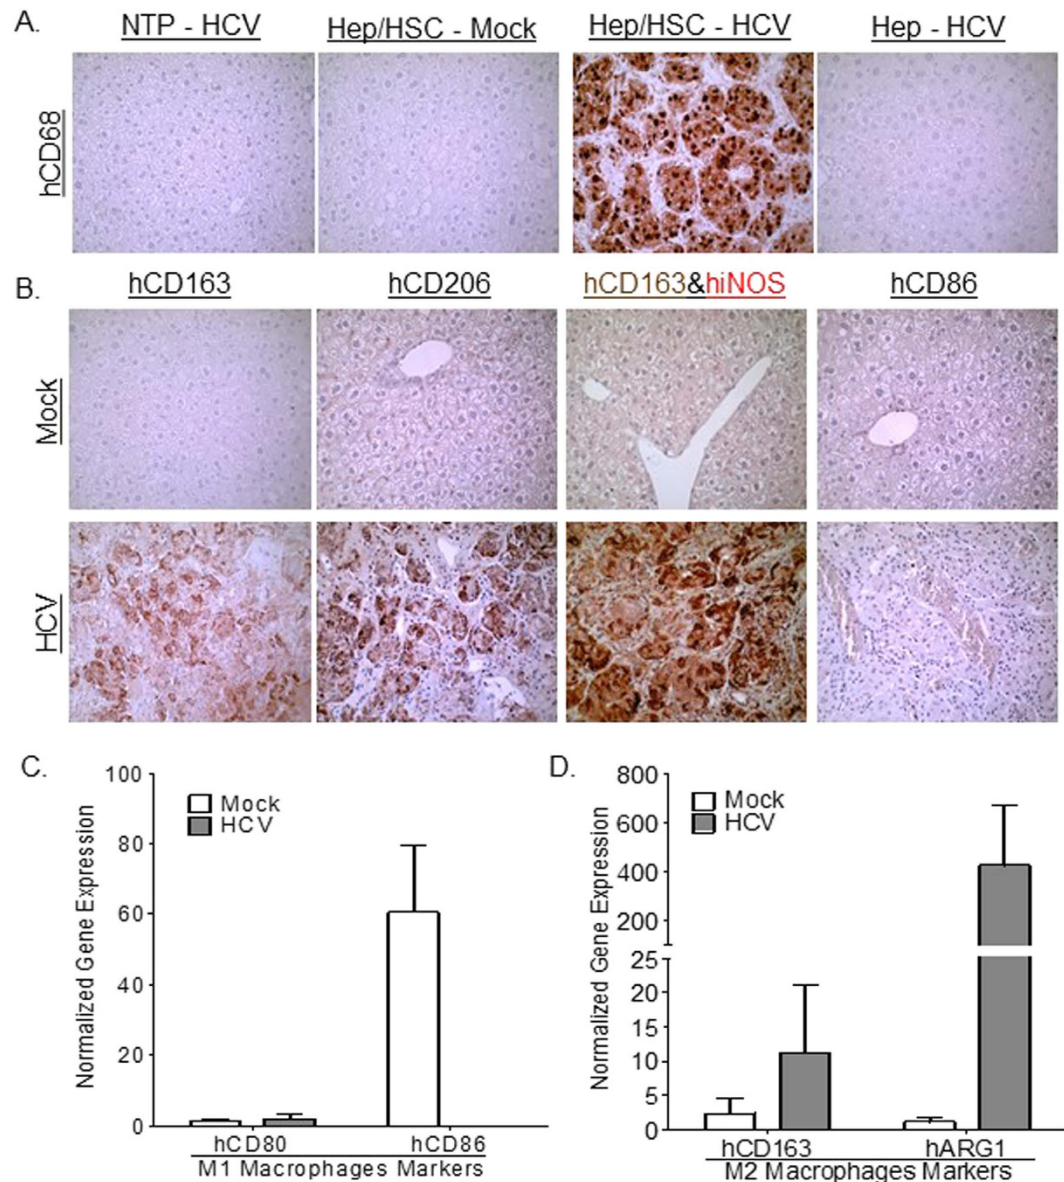 A.
NTP - HCV Hep/HSC - Mock Hep/HSC - HCV Hep - HCV
hCD68
B.
hCD163 hCD206 hCD163&hiNOS hCD86
Mock
HCV
C.
Normalized Gene Expression
100
80
60
40
20
0
Mock
HCV
hCD80 hCD86
M1 Macrophages Markers
D.
Normalized Gene Expression
800
600
400
200
25
20
15
10
5
0
Mock
HCV
hCD163 hARG1
M2 Macrophages Markers